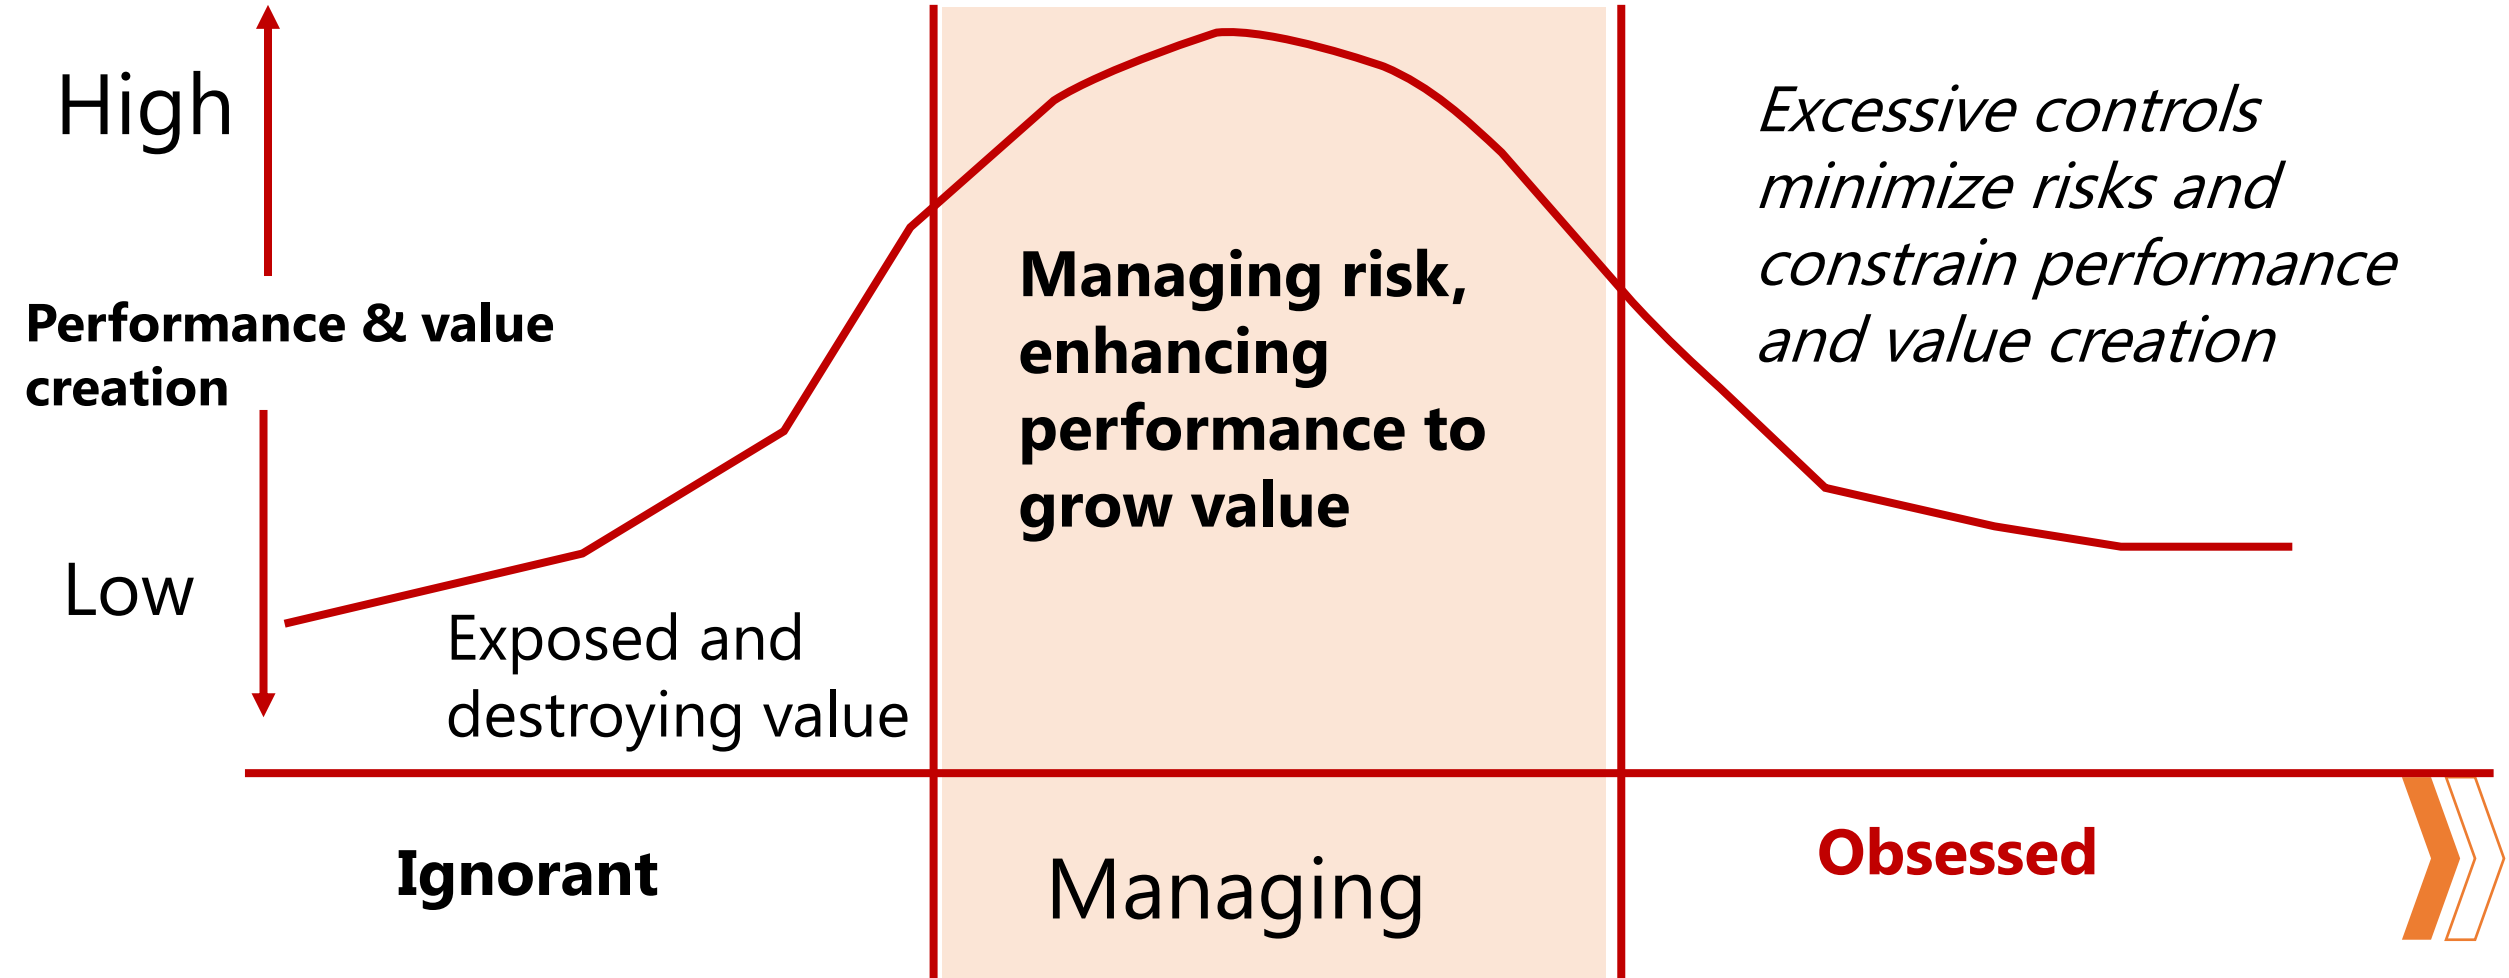 High
Performance & value
creation
Low
Exposed and
destroying value
Managing risk,
enhancing
performance to
grow value
Excessive controls
minimize risks and
constrain performance
and value creation
Ignorant
Managing
Obsessed